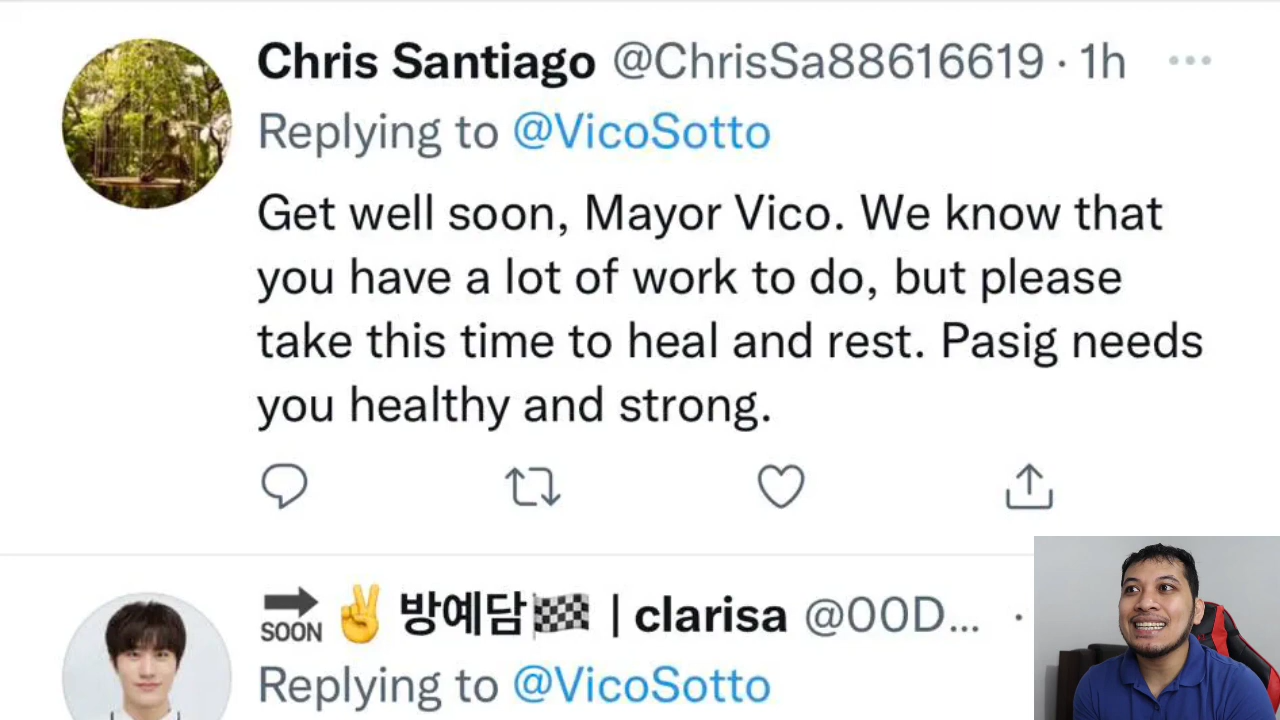 Chris Santiago @ChrisSa88616619 · 1h
Replying to @VicoSotto
Get well soon, Mayor Vico. We know that
you have a lot of work to do, but please
take this time to heal and rest. Pasig needs
you healthy and strong.
🔜✌️방예담🏁 | clarisa @00D... ·
Replying to @VicoSotto